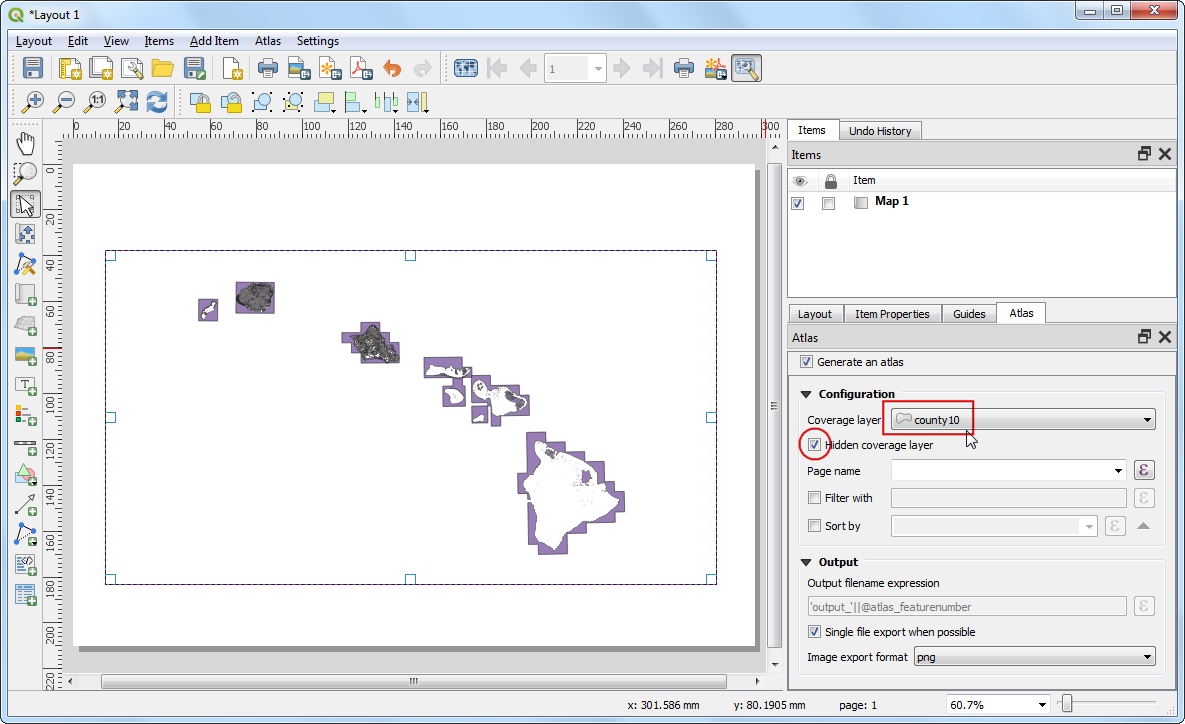 *Layout 1
Layout Edit View Items Add Item Atlas Settings
1
1:1
0 20 40 60 80 100 120 140 160 180 200 220 240 260 280 300
0
20
40
60
80
100
120
140
160
180
200
220
T
Items Undo History
Items
Item
Map 1
Layout Item Properties Guides Atlas
Atlas
Generate an atlas
Configuration
Coverage layer county10
Hidden coverage layer
Page name ε
Filter with ε
Sort by ε
Output
Output filename expression
'output_'||@atlas_featurenumber ε
Single file export when possible
Image export format png
x: 301.586 mm y: 80.1905 mm page: 1 60.7%